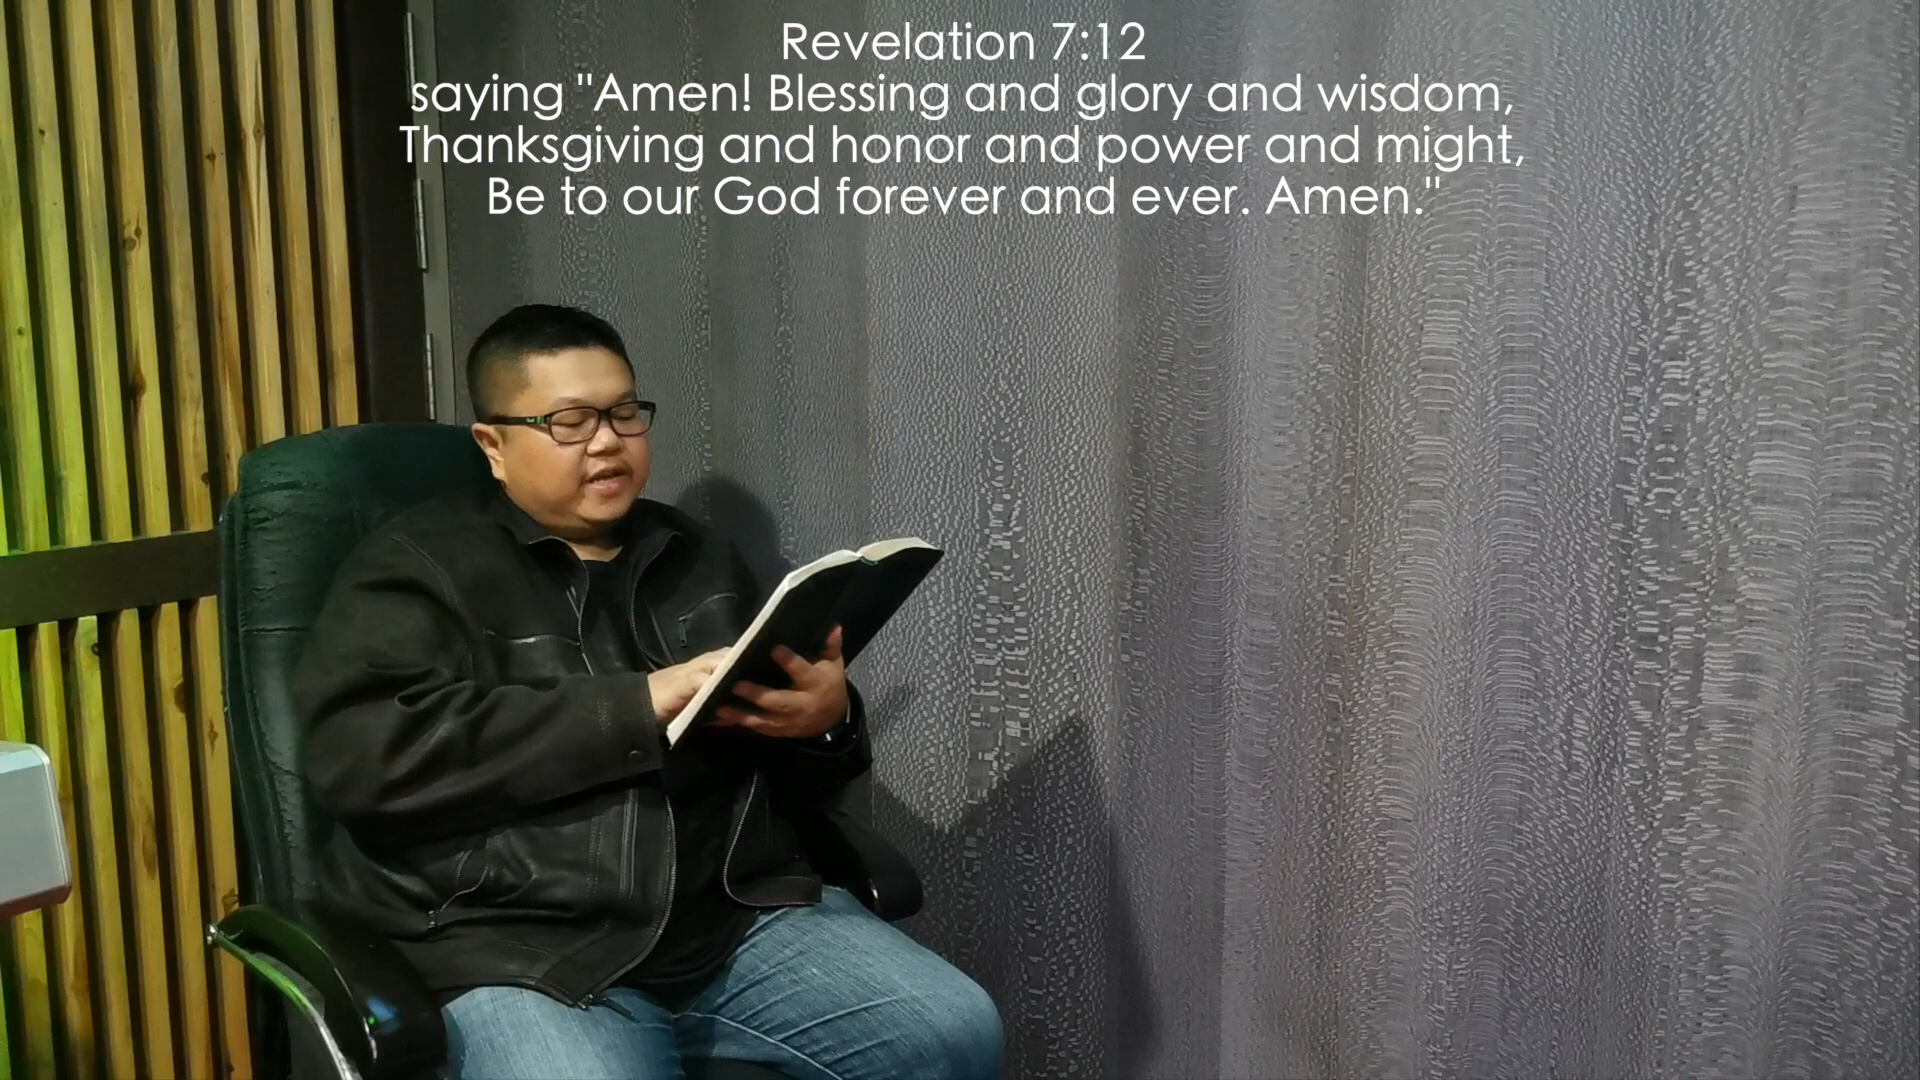 Revelation 7:12
saying "Amen! Blessing and glory and wisdom,
Thanksgiving and honor and power and might,
Be to our God forever and ever. Amen."